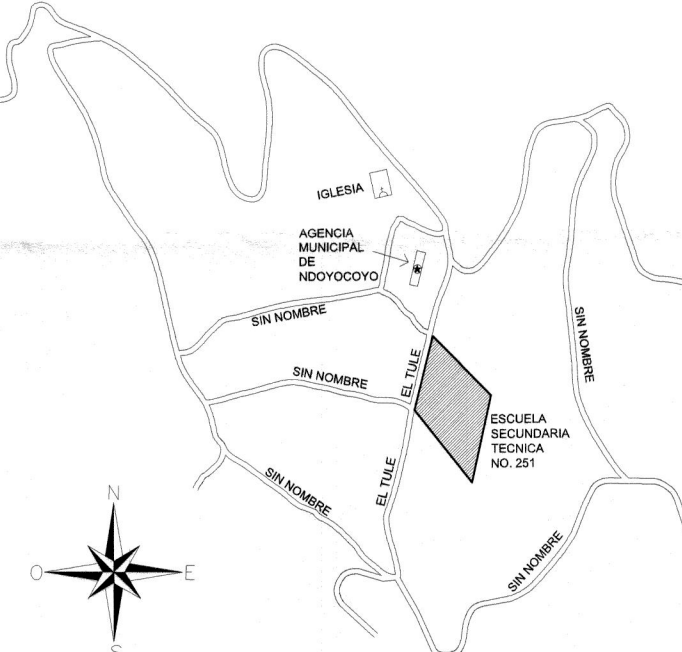 IGLESIA
AGENCIA
MUNICIPAL
DE
NDOYOCOYO
SIN NOMBRE
SIN NOMBRE
EL TULE
SIN NOMBRE
ESCUELA
SECUNDARIA
TECNICA
NO. 251
SIN NOMBRE
EL TULE
SIN NOMBRE
N
O
E
S